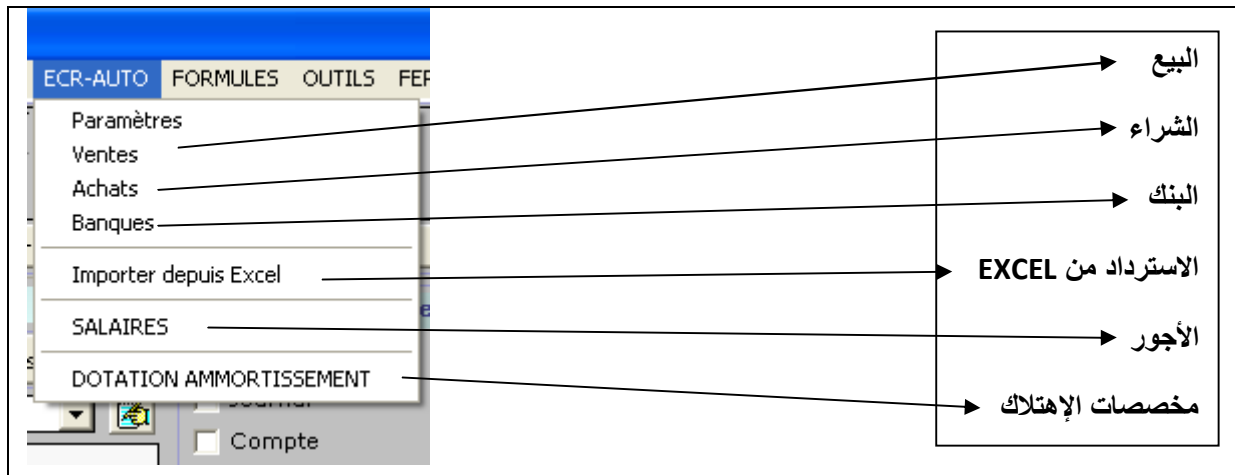 ECR-AUTO FORMULES OUTILS FER
Paramètres
Ventes
Achats
Banques
Importer depuis Excel
SALAIRES
DOTATION AMMORTISSEMENT
Compte
البيع
الشراء
البنك
الاسترداد من EXCEL
الأجور
مخصصات الإهتلاك